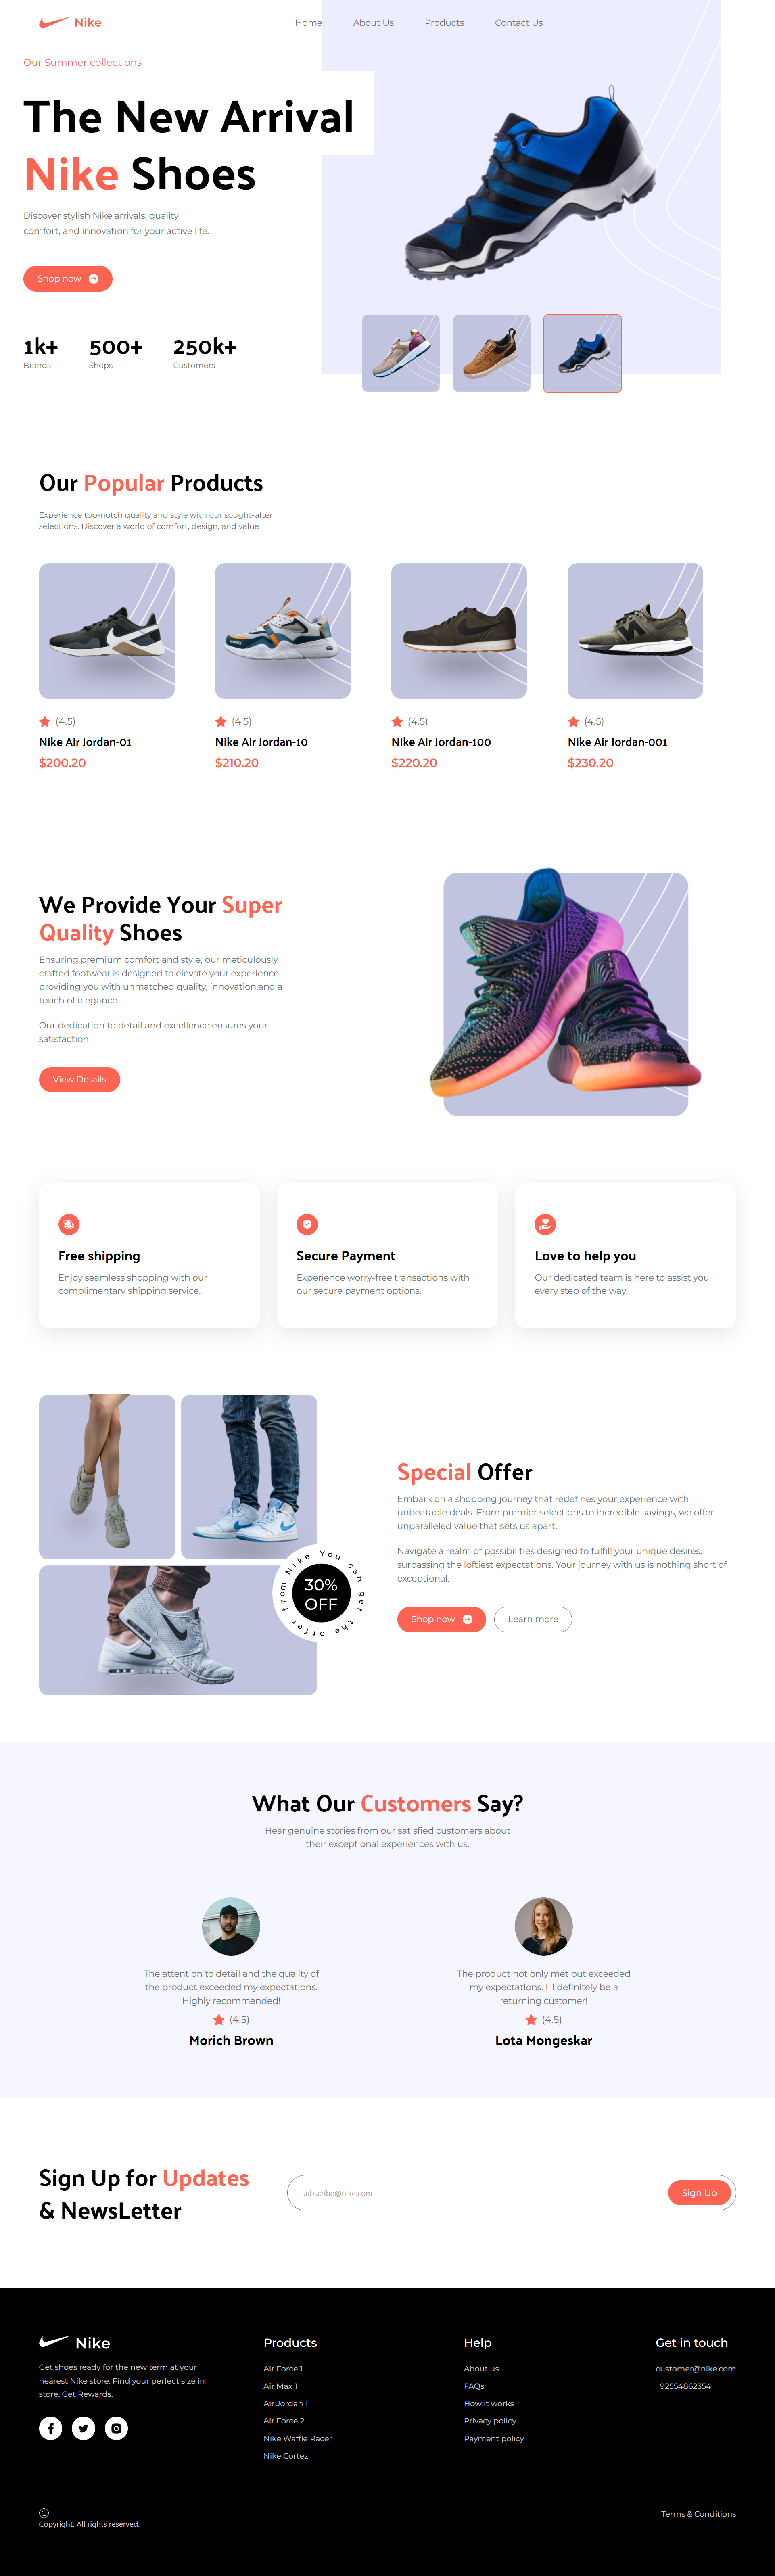 Nike
Home
About Us
Products
Contact Us
Our Summer collections
The New Arrival
Nike Shoes
Discover stylish Nike arrivals, quality
comfort, and innovation for your active life.
Shop now
1k+
Brands
500+
Shops
250k+
Customers
Our Popular Products
Experience top-notch quality and style with our sought-after
selections. Discover a world of comfort, design, and value
(4.5)
Nike Air Jordan-01
$200.20
(4.5)
Nike Air Jordan-10
$210.20
(4.5)
Nike Air Jordan-100
$220.20
(4.5)
Nike Air Jordan-001
$230.20
We Provide Your Super
Quality Shoes
Ensuring premium comfort and style, our meticulously
crafted footwear is designed to elevate your experience,
providing you with unmatched quality, innovation,and a
touch of elegance.
Our dedication to detail and excellence ensures your
satisfaction
View Details
Free shipping
Enjoy seamless shopping with our
complimentary shipping service.
Secure Payment
Experience worry-free transactions with
our secure payment options.
Love to help you
Our dedicated team is here to assist you
every step of the way.
You can get the offer from Nike
30%
OFF
Special Offer
Embark on a shopping journey that redefines your experience with
unbeatable deals. From premier selections to incredible savings, we offer
unparalleled value that sets us apart.
Navigate a realm of possibilities designed to fulfill your unique desires,
surpassing the loftiest expectations. Your journey with us is nothing short of
exceptional.
Shop now
Learn more
What Our Customers Say?
Hear genuine stories from our satisfied customers about
their exceptional experiences with us.
The attention to detail and the quality of
the product exceeded my expectations.
Highly recommended!
(4.5)
Morich Brown
The product not only met but exceeded
my expectations. I'll definitely be a
returning customer!
(4.5)
Lota Mongeskar
Sign Up for Updates
& NewsLetter
subscribe@nike.com
Sign Up
Nike
Get shoes ready for the new term at your
nearest Nike store. Find your perfect size in
store. Get Rewards.
Products
Air Force 1
Air Max 1
Air Jordan 1
Air Force 2
Nike Waffle Racer
Nike Cortez
Help
About us
FAQs
How it works
Privacy policy
Payment policy
Get in touch
customer@nike.com
+92554862354
©
Copyright. All rights reserved.
Terms & Conditions